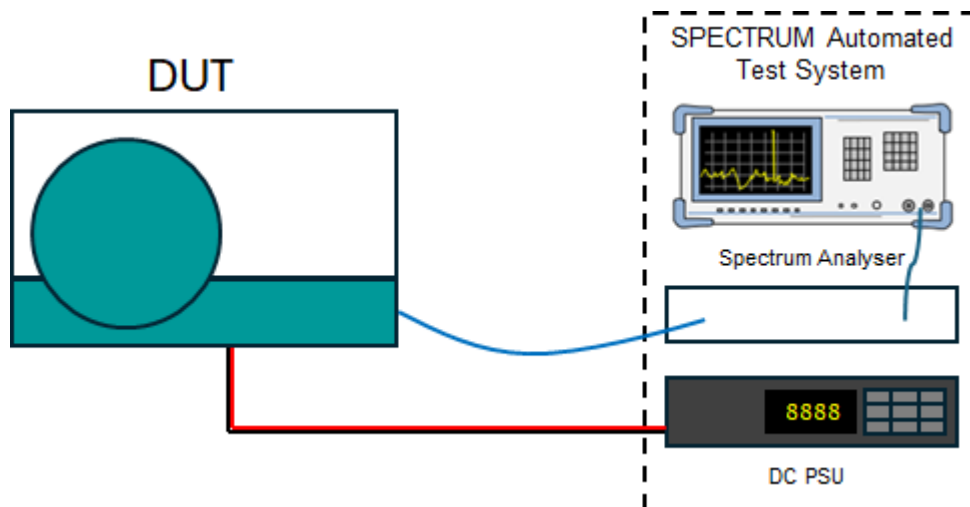 SPECTRUM Automated
Test System
DUT
Spectrum Analyser
8888
DC PSU